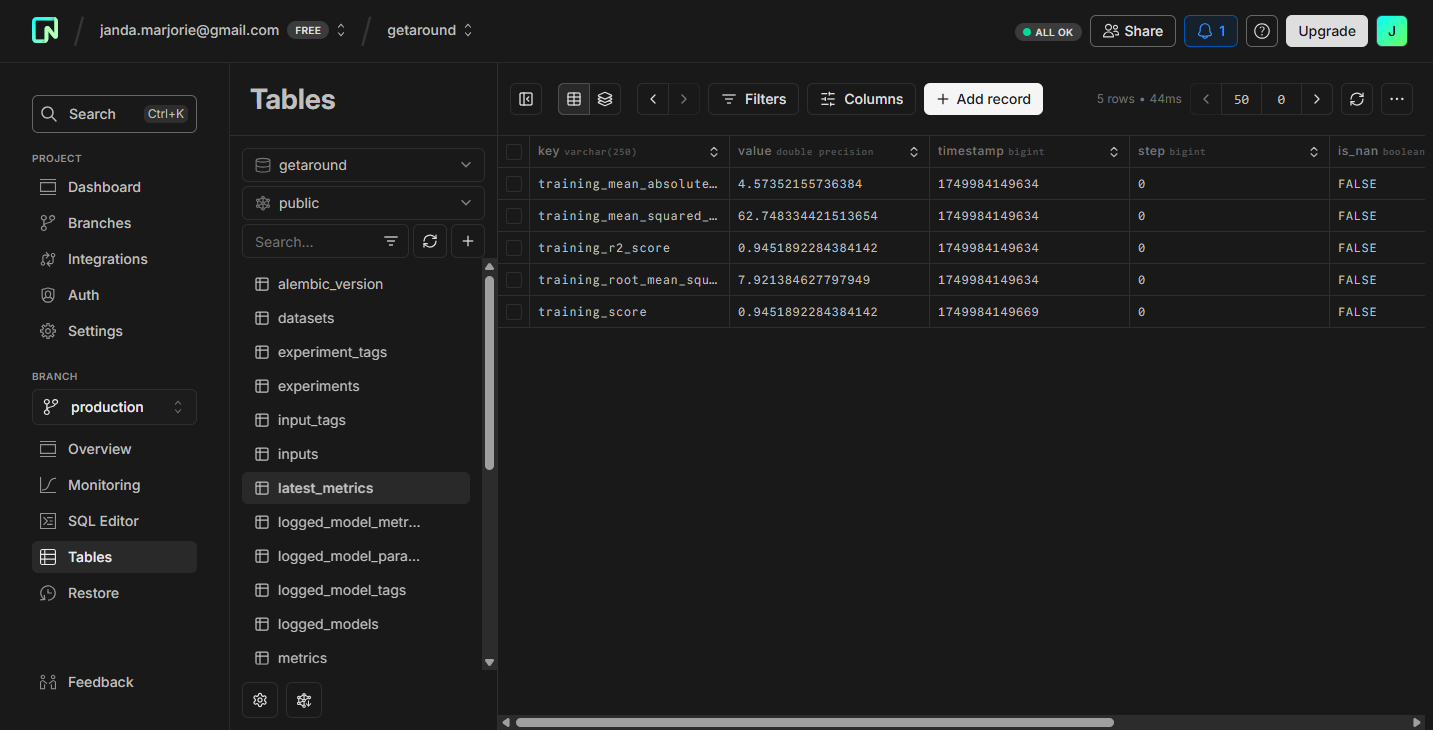 janda.marjorie@gmail.com FREE getaround ALL OK Share 1 Upgrade J
Search Ctrl+K
PROJECT
Dashboard
Branches
Integrations
Auth
Settings
BRANCH
production
Overview
Monitoring
SQL Editor
Tables
Restore
Feedback
Tables
getaround
public
Search...
alembic_version
datasets
experiment_tags
experiments
input_tags
inputs
latest_metrics
logged_model_metr...
logged_model_para...
logged_model_tags
logged_models
metrics
Filters Columns Add record 5 rows • 44ms 50 0
key varchar(250) value double precision timestamp bigint step bigint is_nan boolean
training_mean_absolute… 4.57352155736384 1749984149634 0 FALSE
training_mean_squared_… 62.748334421513654 1749984149634 0 FALSE
training_r2_score 0.9451892284384142 1749984149634 0 FALSE
training_root_mean_squ… 7.921384627797949 1749984149634 0 FALSE
training_score 0.9451892284384142 1749984149669 0 FALSE